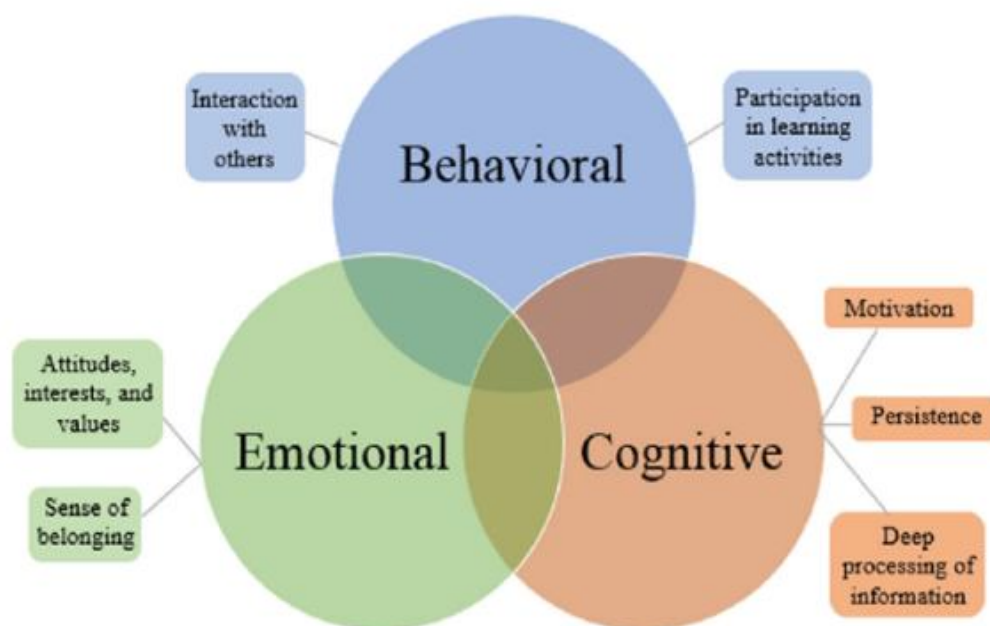 Interaction
with
others
Participation
in learning
activities
Behavioral
Motivation
Attitudes,
interests, and
values
Persistence
Emotional
Cognitive
Sense of
belonging
Deep
processing of
information